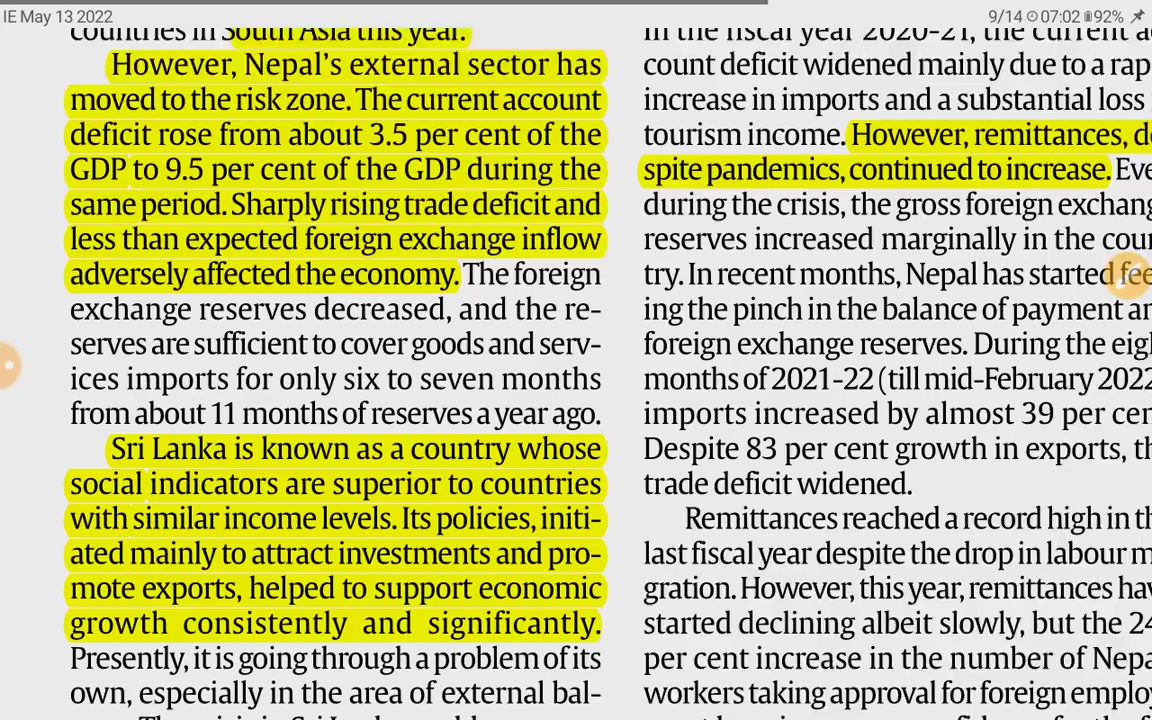 IE May 13 2022
9/14 07:02 92%
countries in South Asia this year.
However, Nepal's external sector has
moved to the risk zone. The current account
deficit rose from about 3.5 per cent of the
GDP to 9.5 per cent of the GDP during the
same period. Sharply rising trade deficit and
less than expected foreign exchange inflow
adversely affected the economy. The foreign
exchange reserves decreased, and the re-
serves are sufficient to cover goods and serv-
ices imports for only six to seven months
from about 11 months of reserves a year ago.
Sri Lanka is known as a country whose
social indicators are superior to countries
with similar income levels. Its policies, initi-
ated mainly to attract investments and pro-
mote exports, helped to support economic
growth consistently and significantly.
Presently, it is going through a problem of its
own, especially in the area of external bal-
in the fiscal year 2020-21, the current a
count deficit widened mainly due to a rap
increase in imports and a substantial loss
tourism income. However, remittances, d
spite pandemics, continued to increase. Eve
during the crisis, the gross foreign exchang
reserves increased marginally in the coun
try. In recent months, Nepal has started fee
ing the pinch in the balance of payment an
foreign exchange reserves. During the eigh
months of 2021-22 (till mid-February 2022
imports increased by almost 39 per cen
Despite 83 per cent growth in exports, th
trade deficit widened.
Remittances reached a record high in th
last fiscal year despite the drop in labour m
gration. However, this year, remittances hav
started declining albeit slowly, but the 24
per cent increase in the number of Nepa
workers taking approval for foreign employ